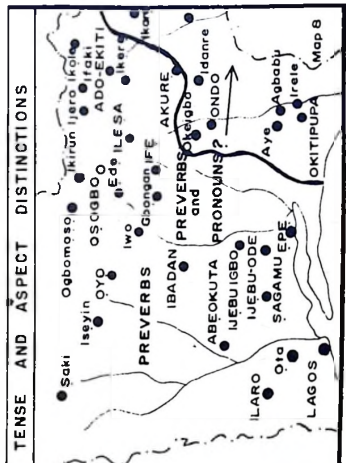 TENSE AND ASPECT DISTINCTIONS
Saki
Ogbomoso
Ikirun
Ijero
Ikole
Ifaki
Iseyin
OSOGBO
ADO-EKITI
OYO
Ede
ILESA
Ikere
Iwo
Gbongan
IFE
PREVERBS
AKURE
IBADAN
PREVERBS
Okeigbo
Idanre
and
ONDO
PRONOUNS?
ABEOKUTA
IJEBUIGBO
IJEBU-ODE
Aye
Agbabu
ILARO
Ota
SAGAMU
EPE
Irele
OKITIPUPA
LAGOS
Map 8